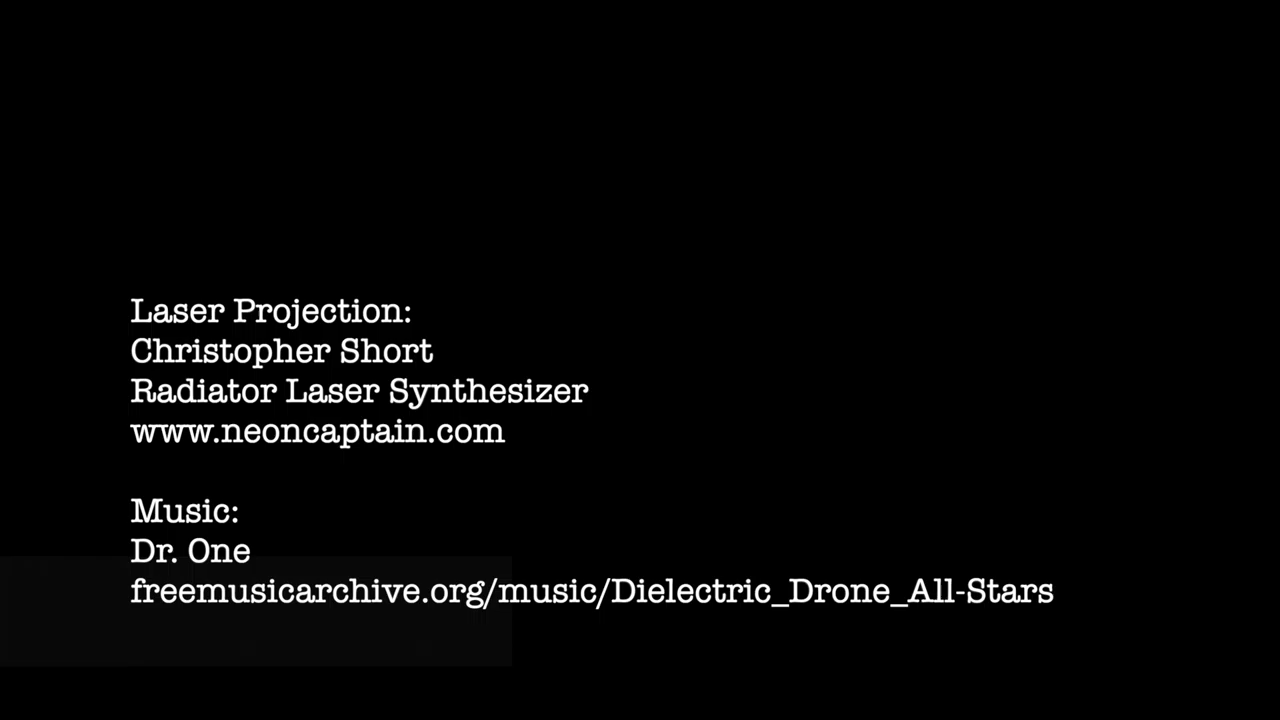 Laser Projection:
Christopher Short
Radiator Laser Synthesizer
www.neoncaptain.com
Music:
Dr. One
freemusicarchive.org/music/Dielectric_Drone_All-Stars